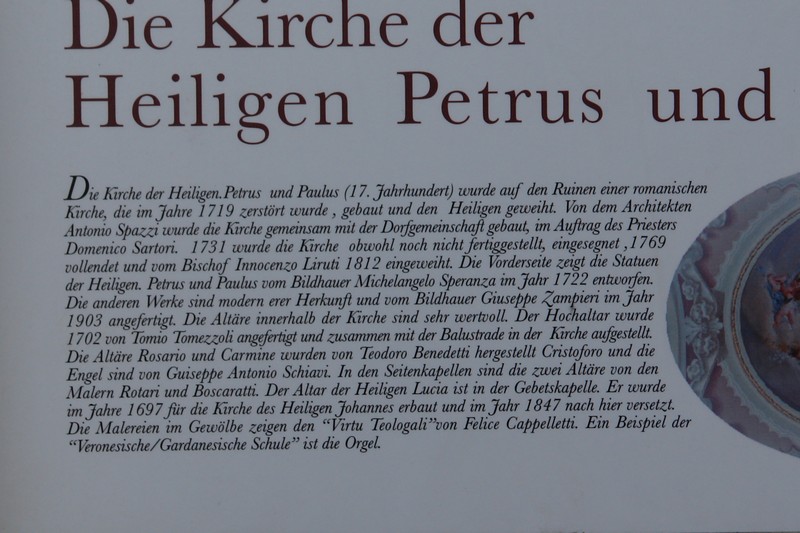 Die Kirche der
Heiligen Petrus und
Die Kirche der Heiligen.Petrus und Paulus (17. Jahrhundert) wurde auf den Ruinen einer romanischen
Kirche, die im Jahre 1719 zerstört wurde , gebaut und den Heiligen geweiht. Von dem Architekten
Antonio Spazzi wurde die Kirche gemeinsam mit der Dorfgemeinschaft gebaut, im Auftrag des Priesters
Domenico Sartori. 1731 wurde die Kirche obwohl noch nicht fertiggestellt, eingesegnet ,1769
vollendet und vom Bischof Innocenzo Liruti 1812 eingeweiht. Die Vorderseite zeigt die Statuen
der Heiligen. Petrus und Paulus vom Bildhauer Michelangelo Speranza im Jahr 1722 entworfen.
Die anderen Werke sind modern erer Herkunft und vom Bildhauer Giuseppe Zampieri im Jahr
1903 angefertigt. Die Altäre innerhalb der Kirche sind sehr wertvoll. Der Hochaltar wurde
1702 von Tomio Tomezzoli angefertigt und zusammen mit der Balustrade in der Kirche aufgestellt.
Die Altäre Rosario und Carmine wurden von Teodoro Benedetti hergestellt Cristoforo und die
Engel sind von Guiseppe Antonio Schiavi. In den Seitenkapellen sind die zwei Altäre von den
Malern Rotari und Boscaratti. Der Altar der Heiligen Lucia ist in der Gebetskapelle. Er wurde
im Jahre 1697 für die Kirche des Heiligen Johannes erbaut und im Jahr 1847 nach hier versetzt.
Die Malereien im Gewölbe zeigen den “Virtu Teologali”von Felice Cappelletti. Ein Beispiel der
“Veronesische/Gardanesische Schule” ist die Orgel.